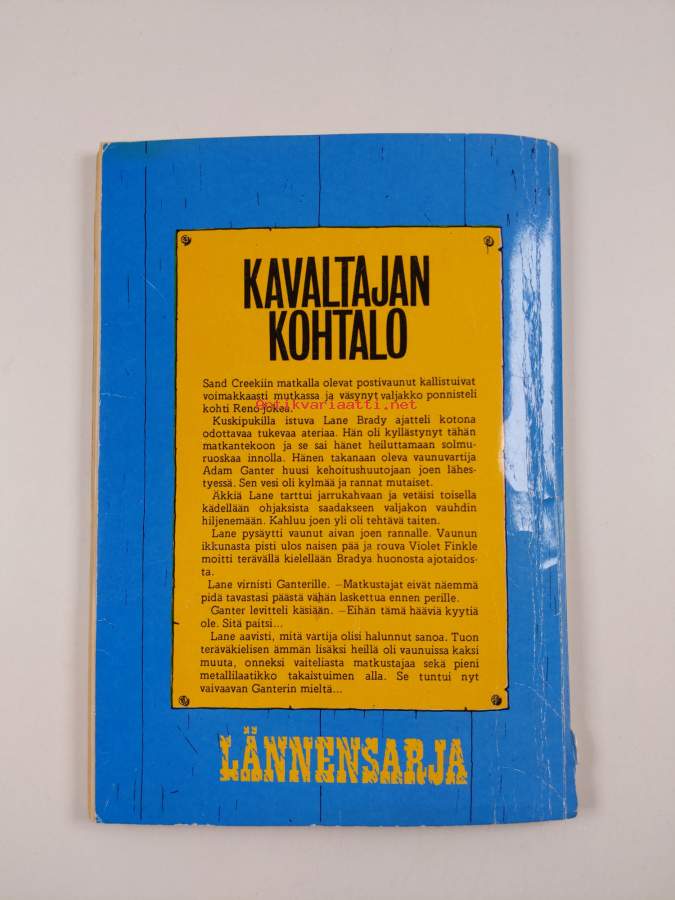 KAVALTAJAN
KOHTALO
Sand Creekiin matkalla olevat postivaunut kallistuivat
voimakkaasti mutkassa ja väsynyt valjakko ponnisteli
kohti Reno-jokea.
antikvariaatti.net
Kuskipukilla istuva Lane Brady ajatteli kotona
odottavaa tukevaa ateriaa. Hän oli kyllästynyt tähän
matkantekoon ja se sai hänet heiluttamaan solmu-
ruoskaa innolla. Hänen takanaan oleva vaunuvartija
Adam Ganter huusi kehoitushuutojaan joen lähes-
tyessä. Sen vesi oli kylmää ja rannat mutaiset.
Äkkiä Lane tarttui jarrukahvaan ja vetäisi toisella
kädellään ohjaksista saadakseen valjakon vauhdin
hiljenemään. Kahluu joen yli oli tehtävä taiten.
Lane pysäytti vaunut aivan joen rannalle. Vaunun
ikkunasta pisti ulos naisen pää ja rouva Violet Finkle
moitti terävällä kielellään Bradya huonosta ajotaidos-
ta.
Lane virnisti Ganterille. —Matkustajat eivät näemmä
pidä tavastasi päästä vähän laskettua ennen perille.
Ganter levitteli käsiään. —Eihän tämä hääviä kyytiä
ole. Sitä paitsi...
Lane aavisti, mitä vartija olisi halunnut sanoa. Tuon
teräväkielisen ämmän lisäksi heillä oli vaunuissa kaksi
muuta, onneksi vaiteliasta matkustajaa sekä pieni
metallilaatikko takaistuimen alla. Se tuntui nyt
vaivaavan Ganterin mieltä...
LÄNNENSARJA